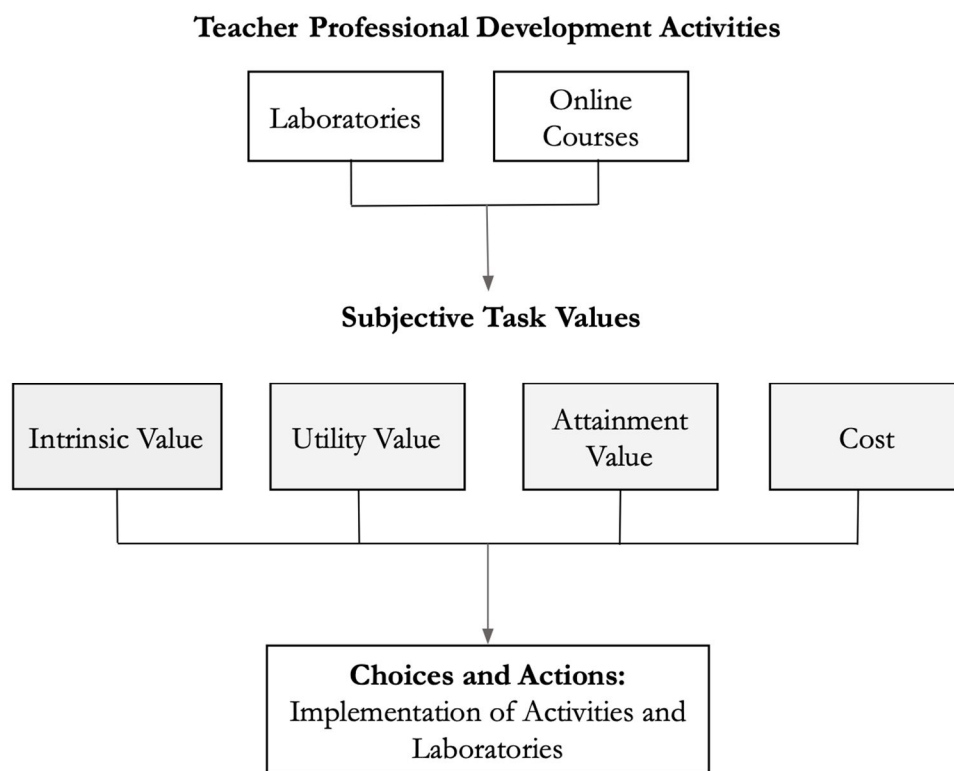 Teacher Professional Development Activities
Laboratories
Online
Courses
Subjective Task Values
Intrinsic Value
Utility Value
Attainment
Value
Cost
Choices and Actions:
Implementation of Activities and
Laboratories